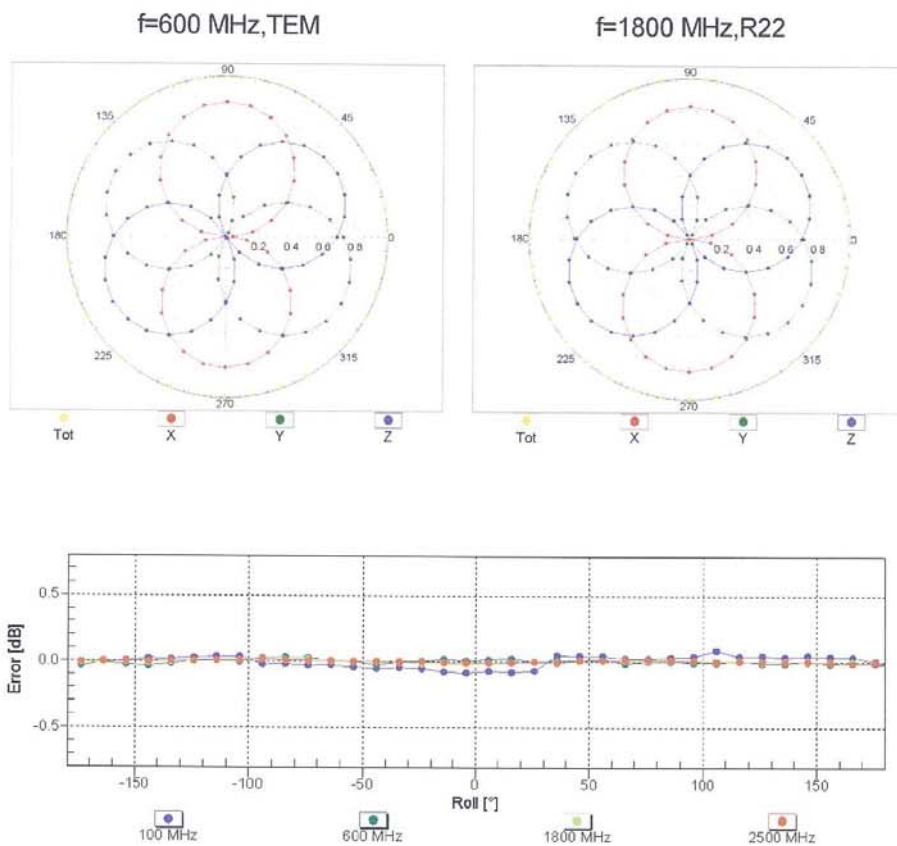 f=600 MHz,TEM
f=1800 MHz,R22
90
135
45
180
0.2 0.4 0.6 0.8
0
225
315
270
Tot X Y Z
90
135
45
180
0.2 0.4 0.6 0.8
0
225
315
270
Tot X Y Z
Error [dB]
0.5
0.0
-0.5
-150 -100 -50 0 50 100 150
Roll [°]
100 MHz 600 MHz 1800 MHz 2500 MHz